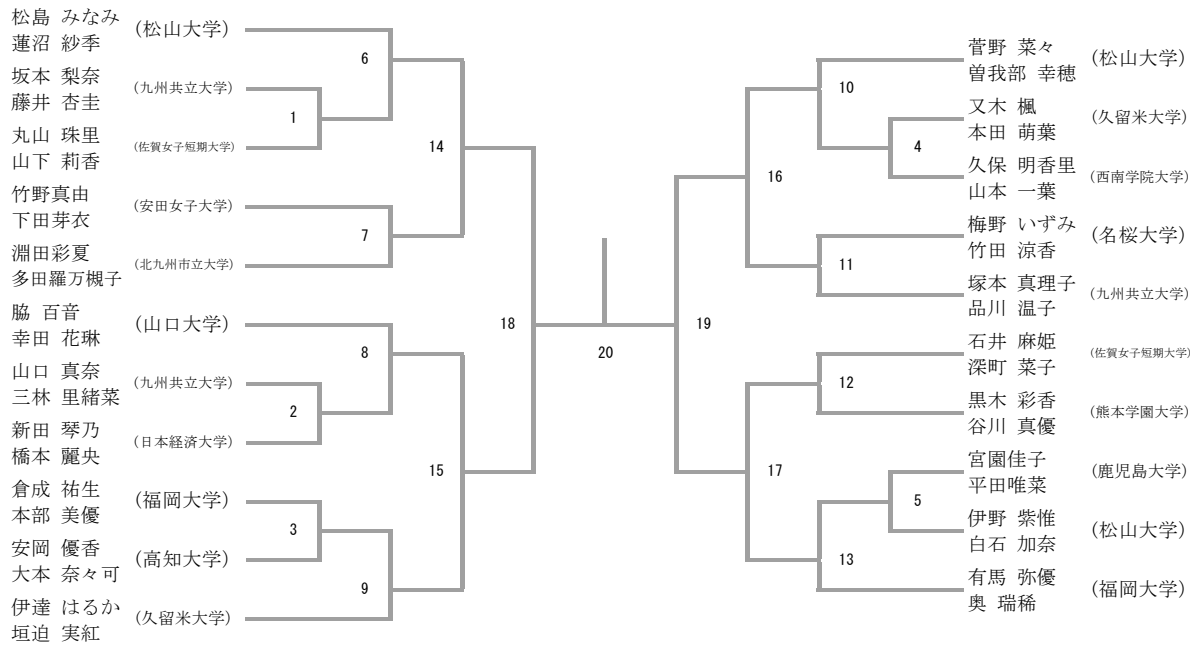 松島 みなみ
蓮沼 紗季
(松山大学)
坂本 梨奈
藤井 杏圭
(九州共立大学)
丸山 珠里
山下 莉香
(佐賀女子短期大学)
竹野真由
下田芽衣
(安田女子大学)
淵田彩夏
多田羅万槻子
(北九州市立大学)
脇 百音
幸田 花琳
(山口大学)
山口 真奈
三林 里緒菜
(九州共立大学)
新田 琴乃
橋本 麗央
(日本経済大学)
倉成 祐生
本部 美優
(福岡大学)
安岡 優香
大本 奈々可
(高知大学)
伊達 はるか
垣迫 実紅
(久留米大学)
6
1
14
7
18
8
2
15
3
9
20
19
16
10
4
11
12
17
5
13
菅野 菜々
曽我部 幸穂
(松山大学)
又木 楓
本田 萌葉
(久留米大学)
久保 明香里
山本 一葉
(西南学院大学)
梅野 いずみ
竹田 涼香
(名桜大学)
塚本 真理子
品川 温子
(九州共立大学)
石井 麻姫
深町 菜子
(佐賀女子短期大学)
黒木 彩香
谷川 真優
(熊本学園大学)
宮園佳子
平田唯菜
(鹿児島大学)
伊野 紫惟
白石 加奈
(松山大学)
有馬 弥優
奥 瑞稀
(福岡大学)